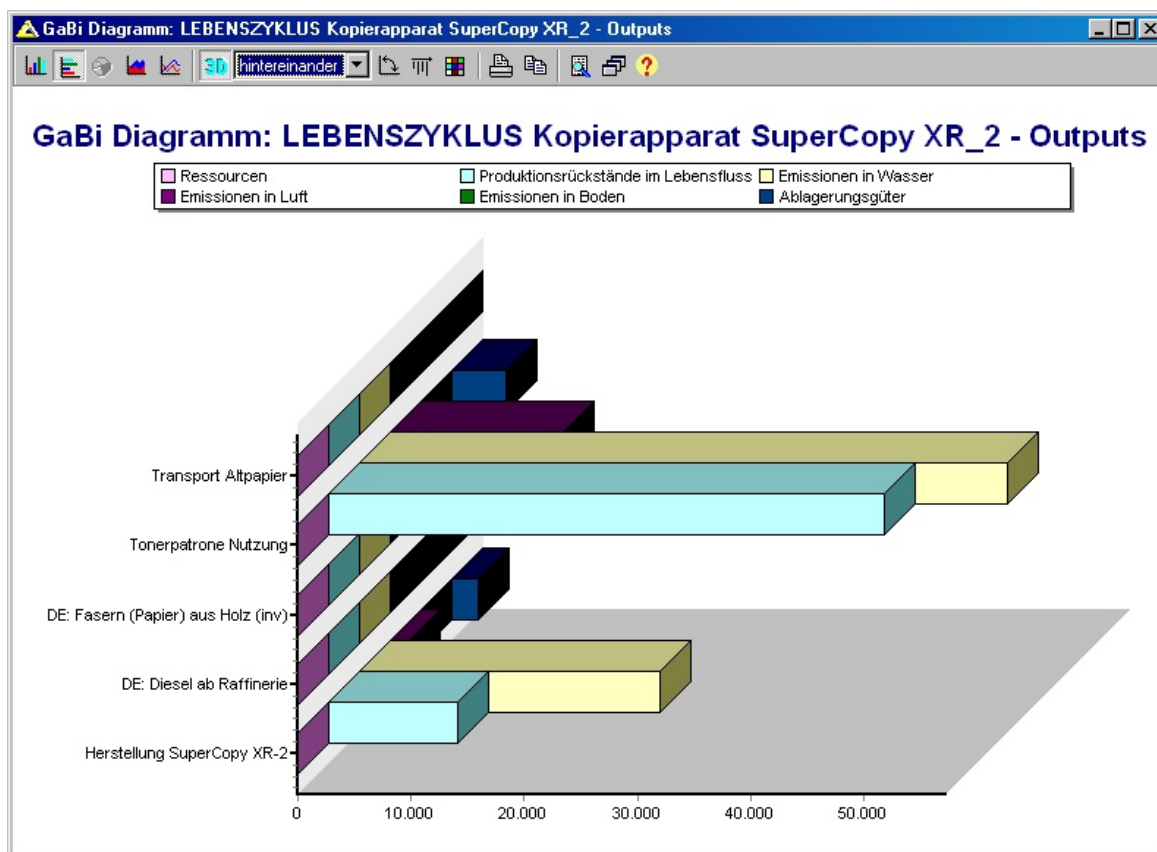 GaBi Diagramm: LEBENSZYKLUS Kopierapparat SuperCopy XR_2 - Outputs
3D hintereinander
GaBi Diagramm: LEBENSZYKLUS Kopierapparat SuperCopy XR_2 - Outputs
Ressourcen Produktionsrückstände im Lebensfluss Emissionen in Wasser
Emissionen in Luft Emissionen in Boden Ablagerungsgüter
Transport Altpapier
Tonerpatrone Nutzung
DE: Fasern (Papier) aus Holz (inv)
DE: Diesel ab Raffinerie
Herstellung SuperCopy XR-2
0 10.000 20.000 30.000 40.000 50.000